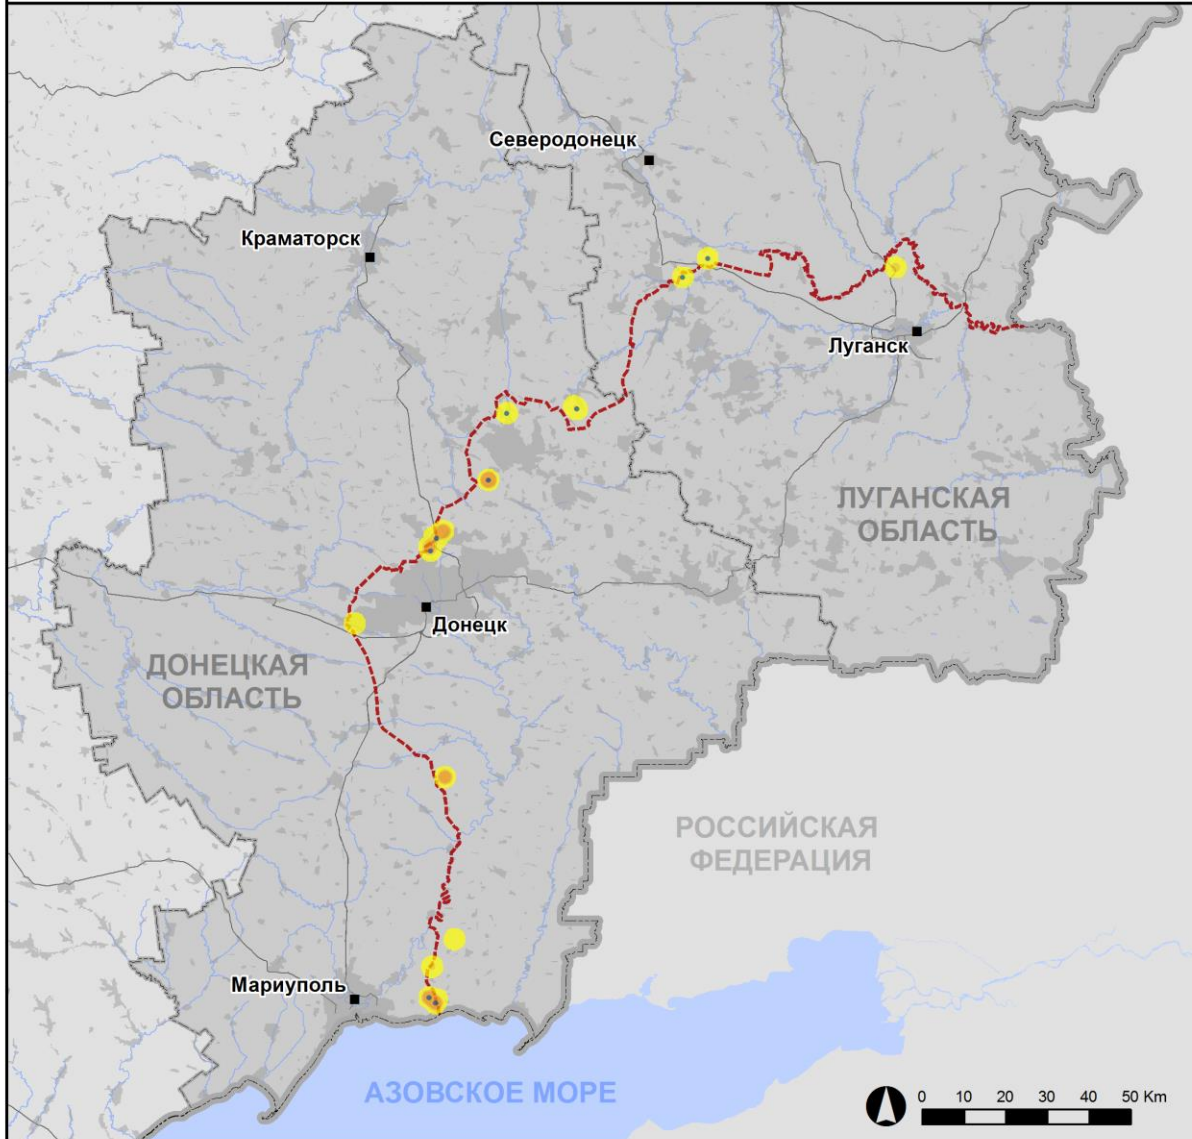 Северодонецк
Краматорск
Луганск
ЛУГАНСКАЯ
ОБЛАСТЬ
Донецк
ДОНЕЦКАЯ
ОБЛАСТЬ
РОССИЙСКАЯ
ФЕДЕРАЦИЯ
Мариуполь
АЗОВСКОЕ МОРЕ
0 10 20 30 40 50 Km